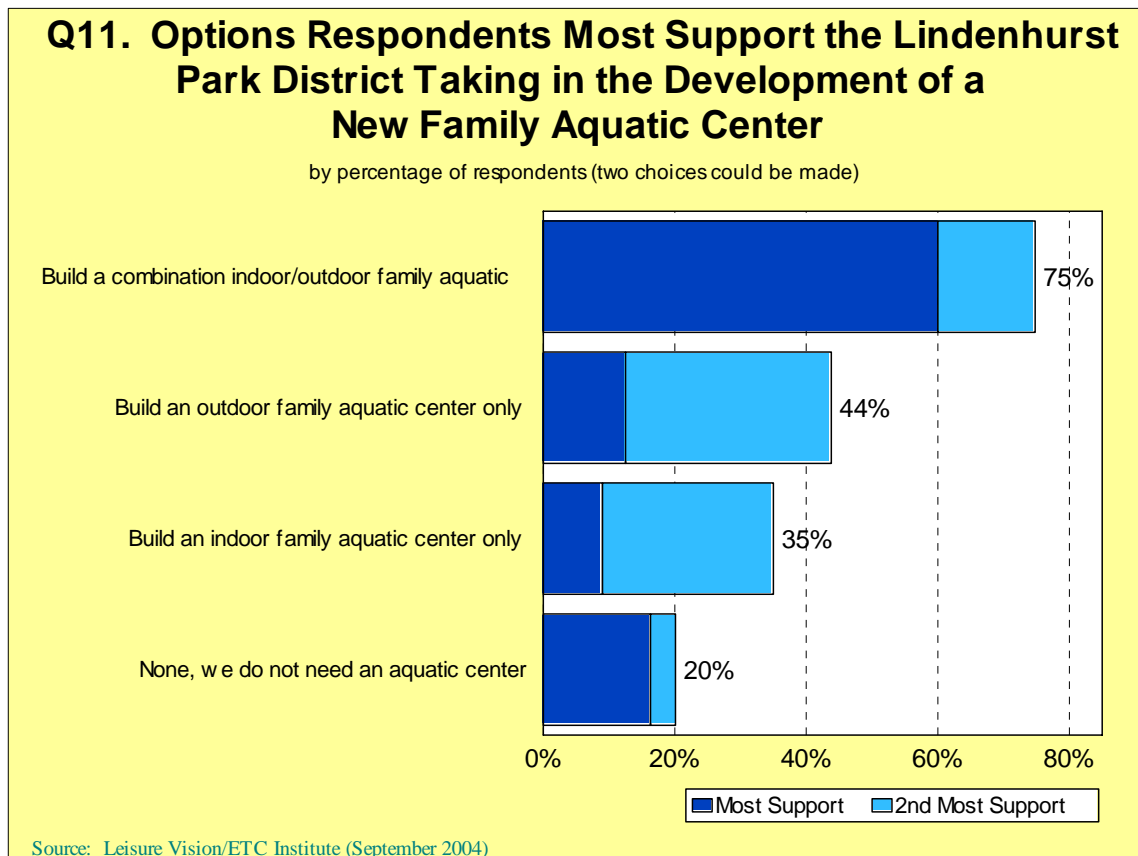 Q11. Options Respondents Most Support the Lindenhurst
Park District Taking in the Development of a
New Family Aquatic Center
by percentage of respondents (two choices could be made)
Build a combination indoor/outdoor family aquatic
75%
Build an outdoor family aquatic center only
44%
Build an indoor family aquatic center only
35%
None, we do not need an aquatic center
20%
0% 20% 40% 60% 80%
Most Support 2nd Most Support
Source: Leisure Vision/ETC Institute (September 2004)